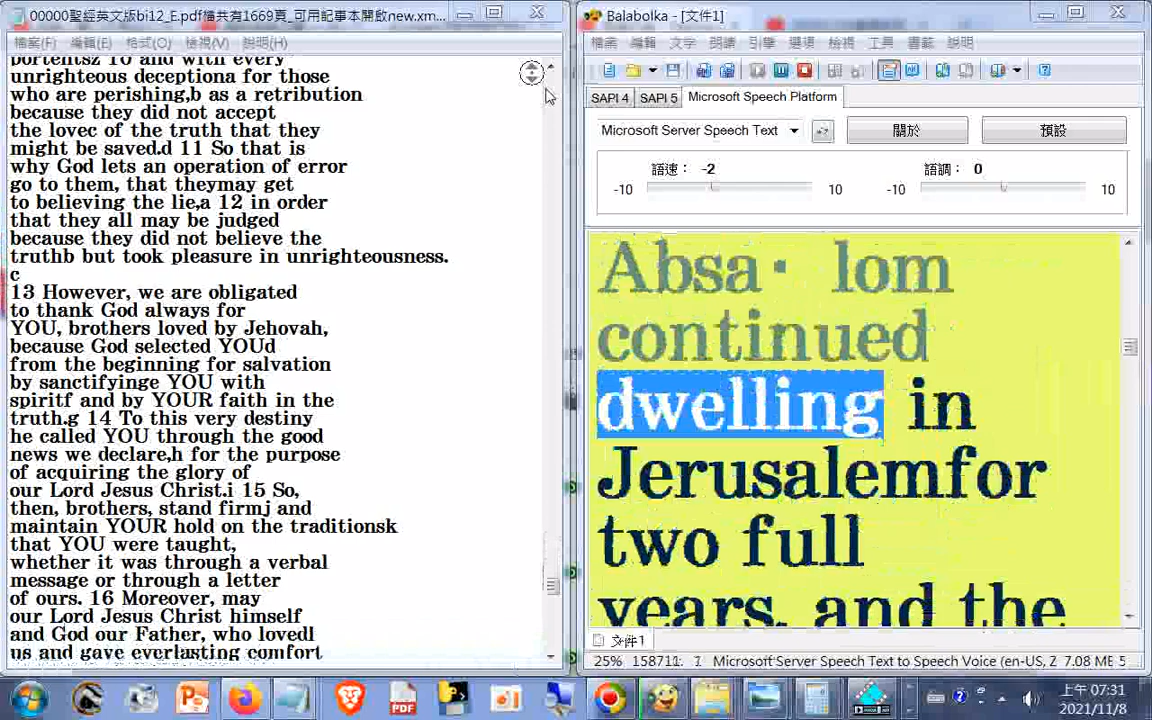 00000聖經英文版bi12_E.pdf檔共有1669頁_可用記事本開啟new.xm...
檔案(F) 編輯(E) 格式(O) 檢視(V) 說明(H)
portentsz 10 and with every
unrighteous deceptiona for those
who are perishing,b as a retribution
because they did not accept
the lovec of the truth that they
might be saved.d 11 So that is
why God lets an operation of error
go to them, that theymay get
to believing the lie,a 12 in order
that they all may be judged
because they did not believe the
truthb but took pleasure in unrighteousness.
c
13 However, we are obligated
to thank God always for
YOU, brothers loved by Jehovah,
because God selected YOUd
from the beginning for salvation
by sanctifyinge YOU with
spiritf and by YOUR faith in the
truth.g 14 To this very destiny
he called YOU through the good
news we declare,h for the purpose
of acquiring the glory of
our Lord Jesus Christ.i 15 So,
then, brothers, stand firmj and
maintain YOUR hold on the traditionsk
that YOU were taught,
whether it was through a verbal
message or through a letter
of ours. 16 Moreover, may
our Lord Jesus Christ himself
and God our Father, who lovedl
us and gave everlasting comfort
Balabolka - [文件1]
檔案 編輯 文字 朗讀 引擎 選項 檢視 工具 書籤 說明
SAPI 4 SAPI 5 Microsoft Speech Platform
Microsoft Server Speech Text 關於 預設
語速： -2 語調： 0
-10 10 -10 10
Absa· lom
continued
dwelling in
Jerusalemfor
two full
years, and the
文件1
25% 158711. Microsoft Server Speech Text to Speech Voice (en-US, Z 7.08 MB 5
PDF
上午 07:31
2021/11/8